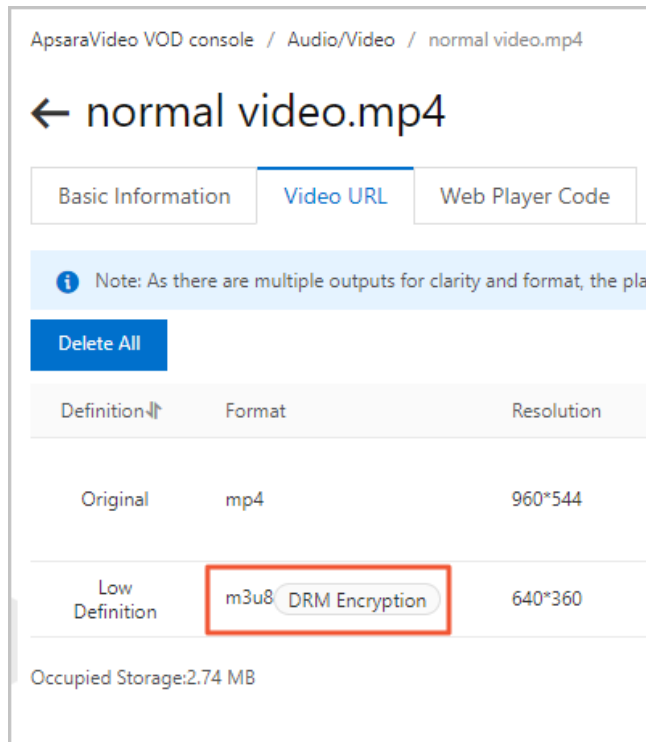 ApsaraVideo VOD console / Audio/Video / normal video.mp4
← normal video.mp4
Basic Information Video URL Web Player Code
Note: As there are multiple outputs for clarity and format, the
Delete All
Definition Format Resolution
Original mp4 960*544
Low
Definition
m3u8 DRM Encryption 640*360
Occupied Storage:2.74 MB